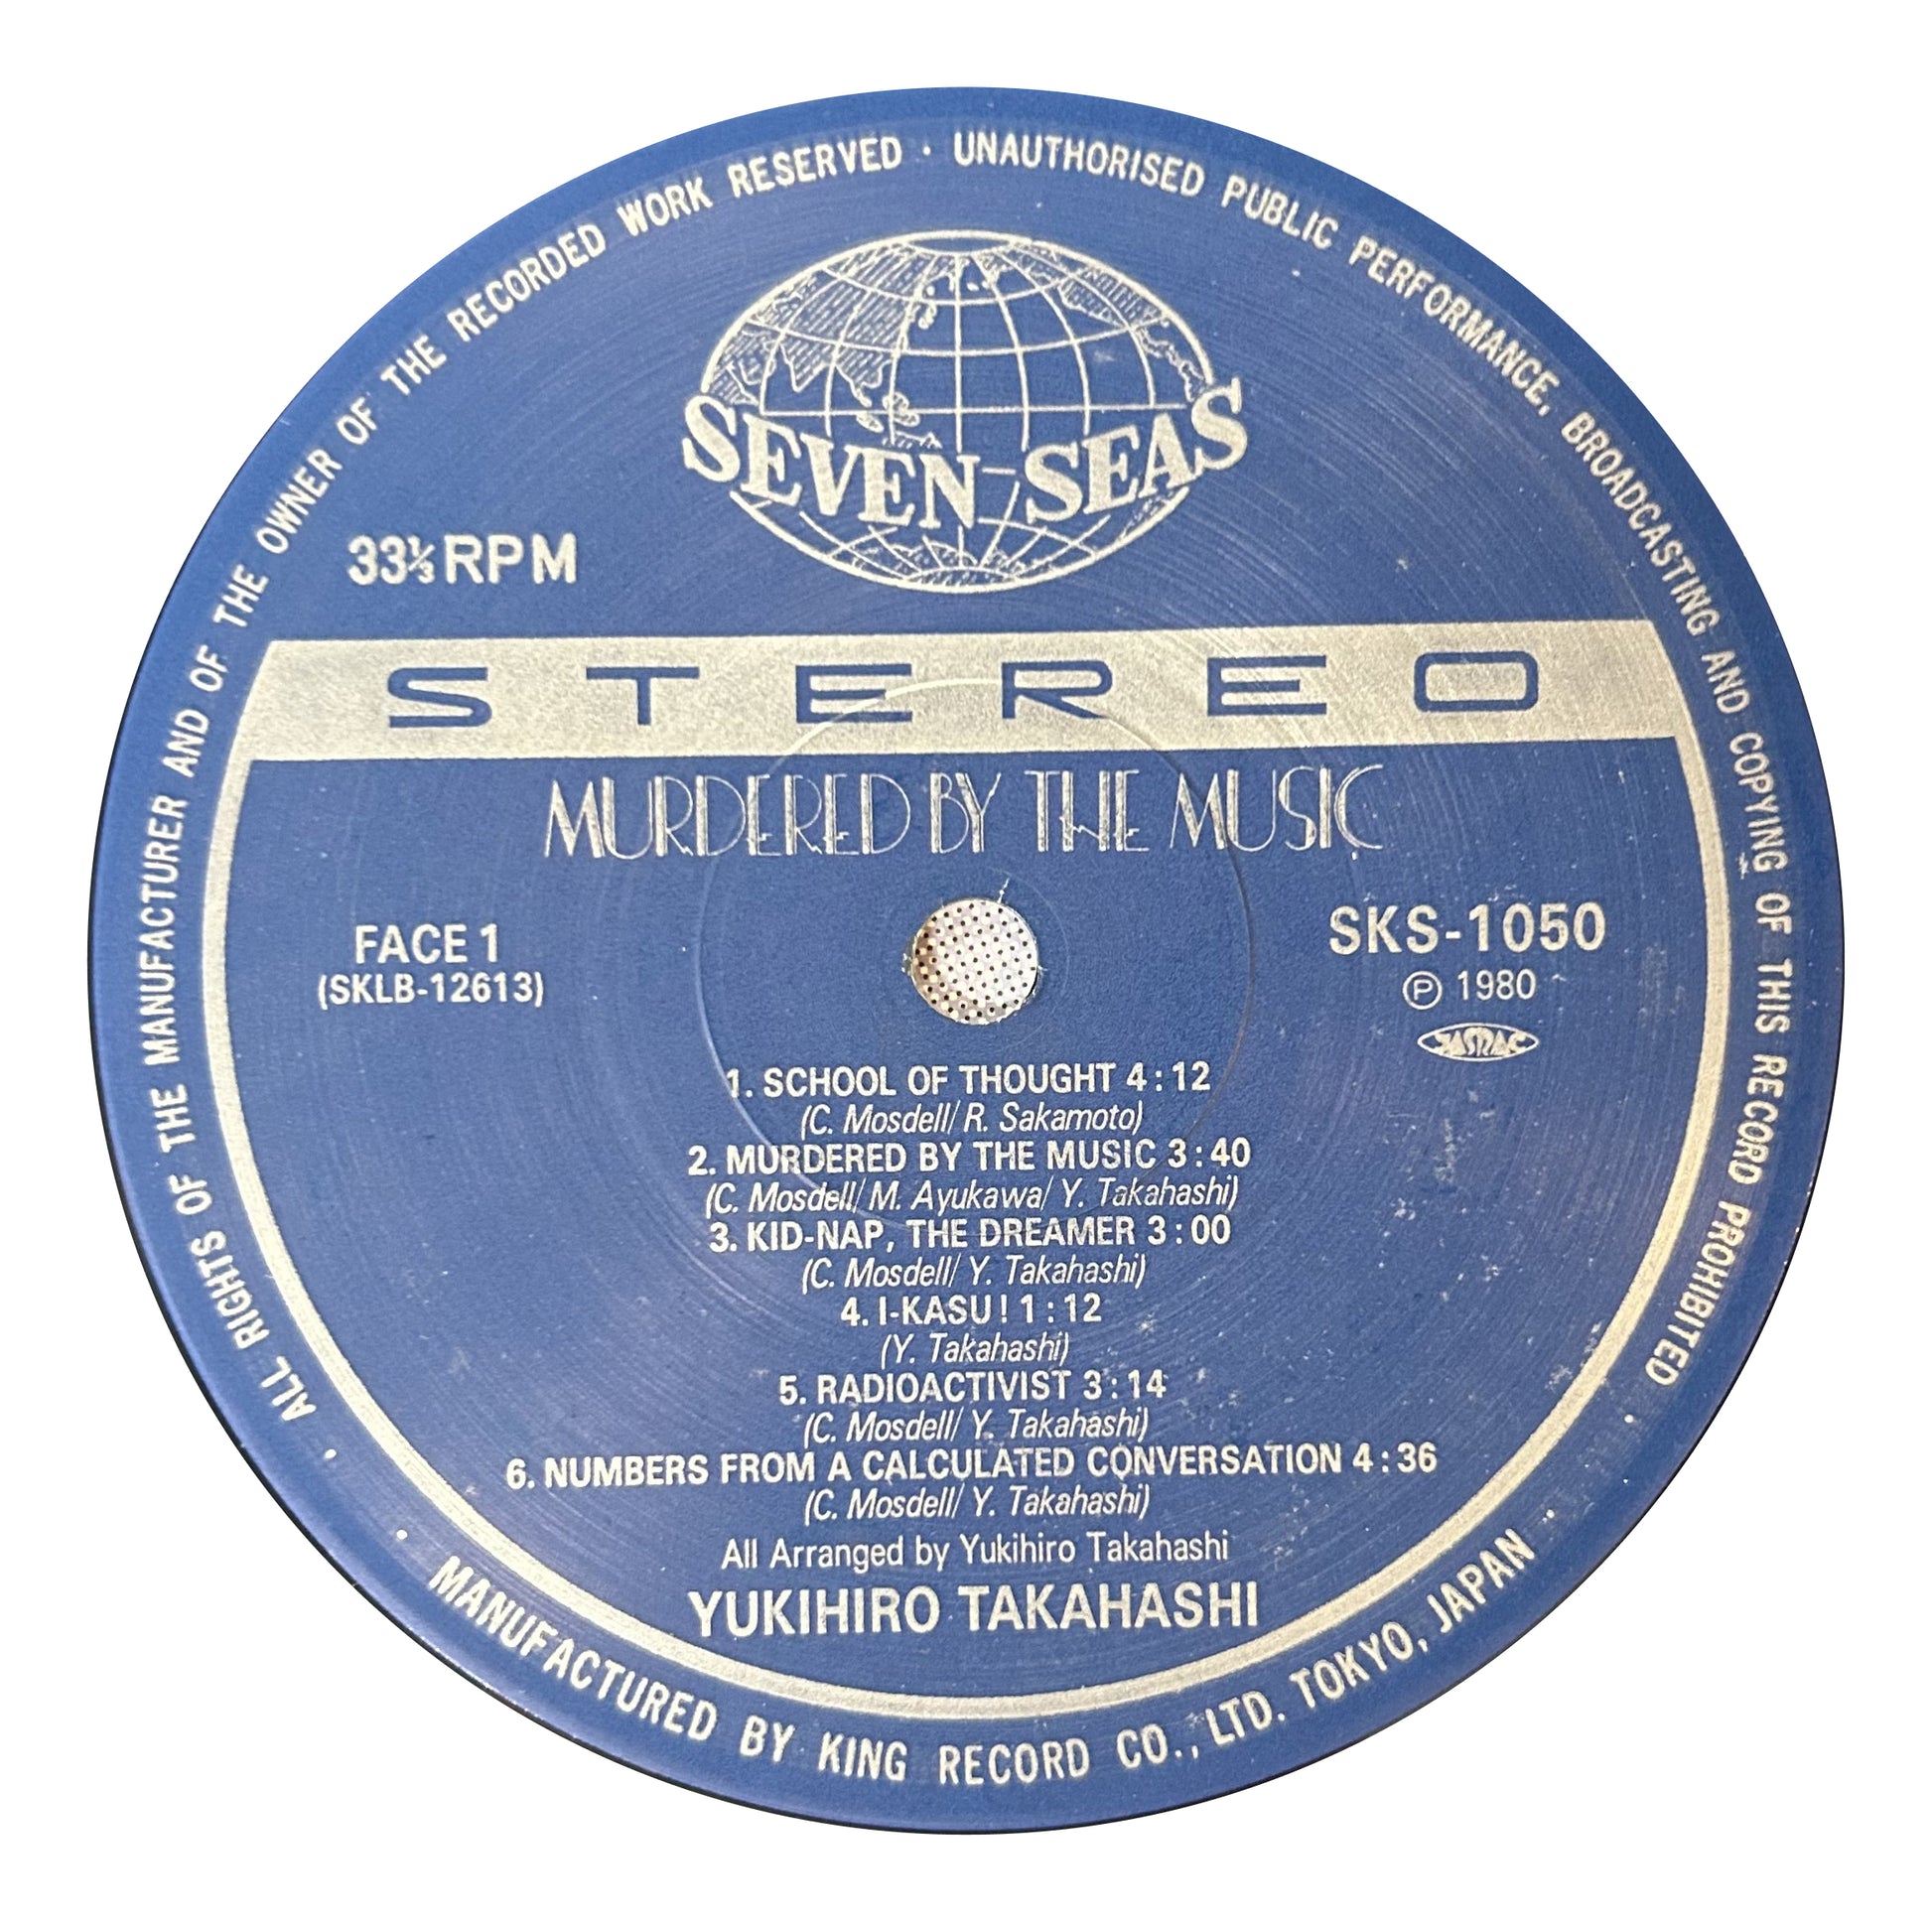 ALL RIGHTS OF THE MANUFACTURER AND OF THE OWNER OF THE RECORDED WORK RESERVED · UNAUTHORISED PUBLIC PERFORMANCE, BROADCASTING AND COPYING OF THIS RECORD PROHIBITED
SEVEN SEAS
33⅓ RPM
STEREO
MURDERED BY THE MUSIC
FACE 1
(SKLB-12613)
SKS-1050
Ⓟ 1980
JASRAC
1. SCHOOL OF THOUGHT 4:12
(C. Mosdell/ R. Sakamoto)
2. MURDERED BY THE MUSIC 3:40
(C. Mosdell/ M. Ayukawa/ Y. Takahashi)
3. KID-NAP, THE DREAMER 3:00
(C. Mosdell/ Y. Takahashi)
4. I-KASU! 1:12
(Y. Takahashi)
5. RADIOACTIVIST 3:14
(C. Mosdell/ Y. Takahashi)
6. NUMBERS FROM A CALCULATED CONVERSATION 4:36
(C. Mosdell/ Y. Takahashi)
All Arranged by Yukihiro Takahashi
YUKIHIRO TAKAHASHI
· MANUFACTURED BY KING RECORD CO., LTD. TOKYO, JAPAN ·